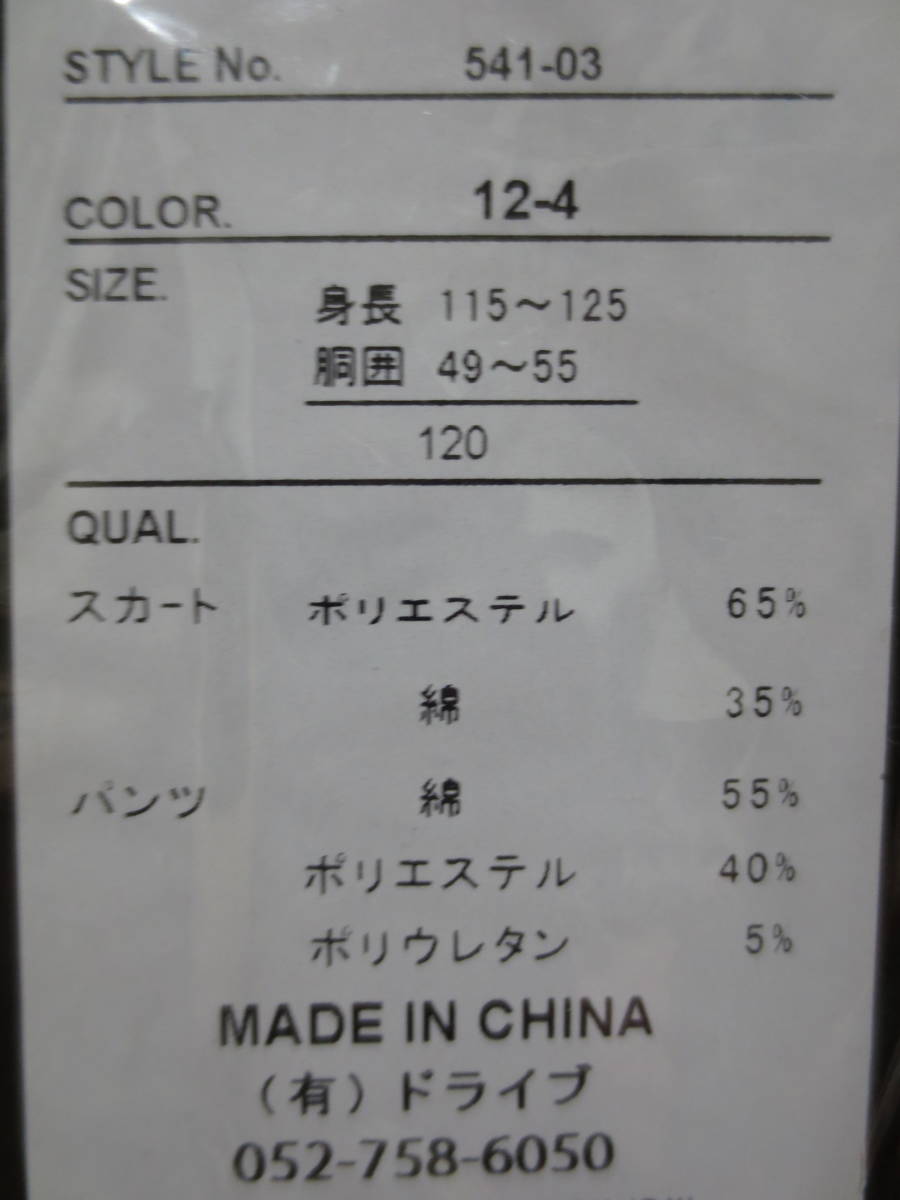 STYLE No. 541-03
COLOR. 12-4
SIZE. 身長 115〜125
胴囲 49〜55
120
QUAL.
スカート ポリエステル 65%
綿 35%
パンツ 綿 55%
ポリエステル 40%
ポリウレタン 5%
MADE IN CHINA
（有）ドライブ
052-758-6050